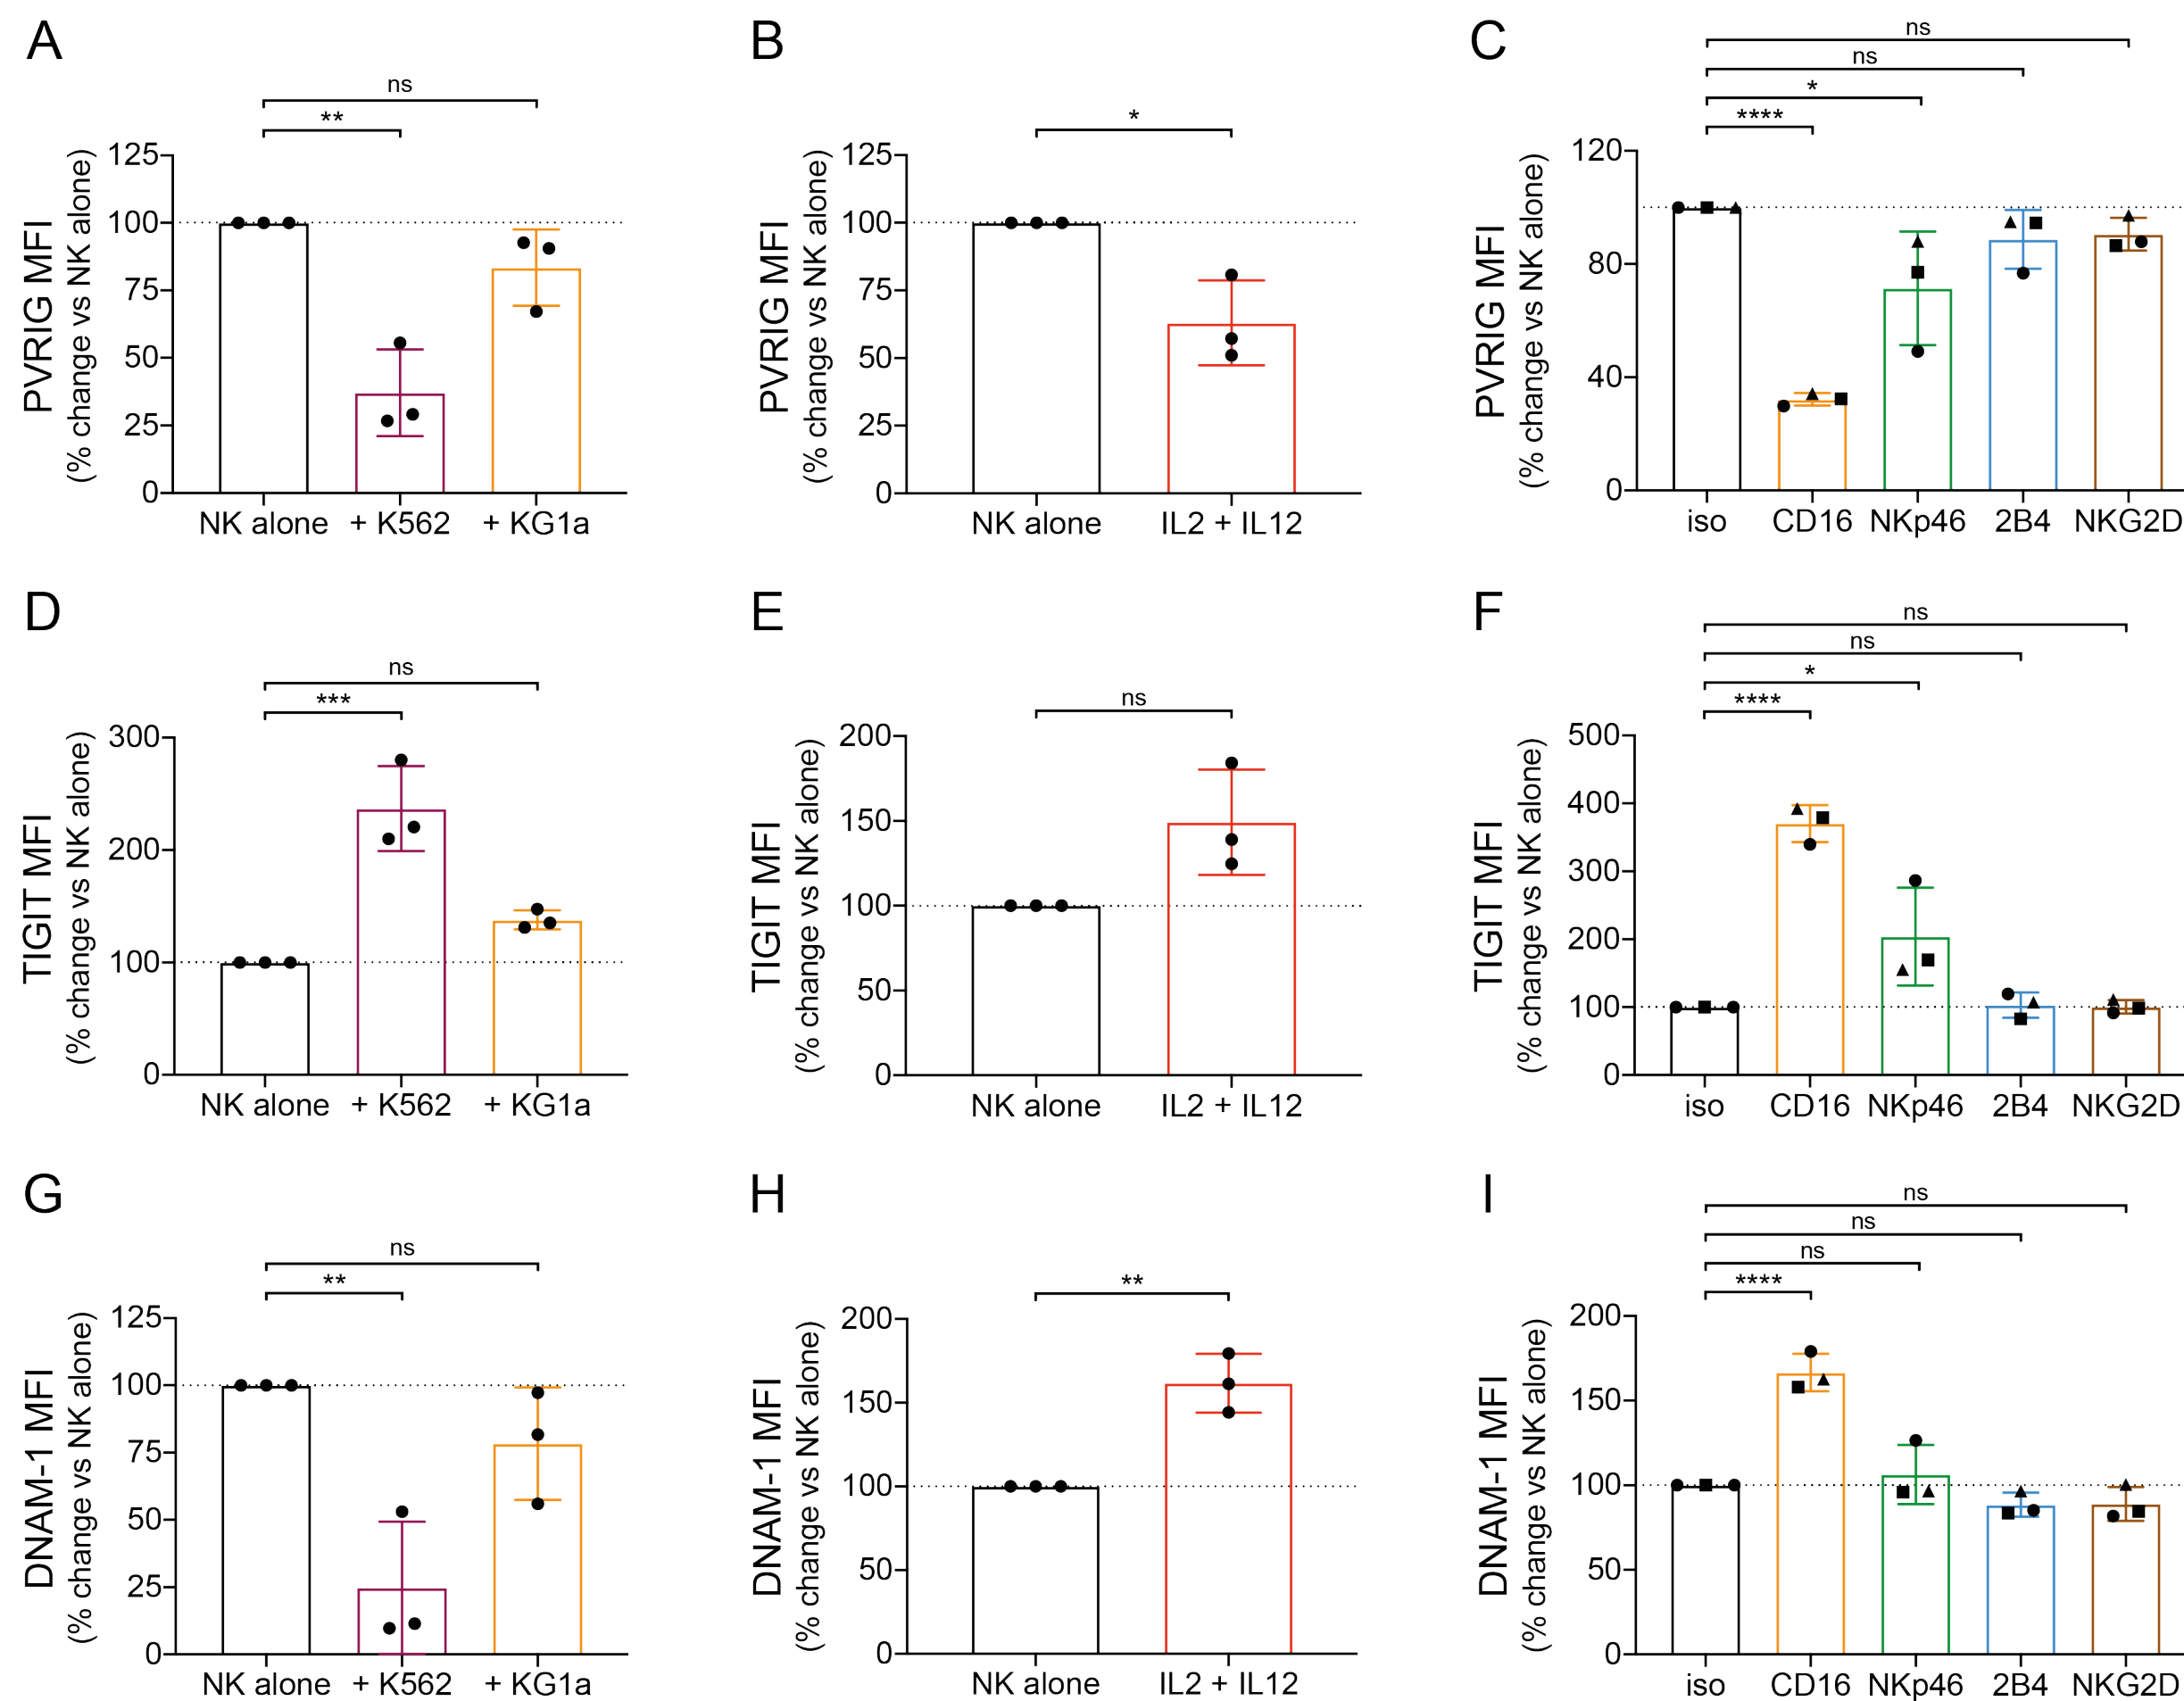 A
ns
**
PVRIG MFI
(% change vs NK alone)
125
100
75
50
25
0
NK alone
+ K562
+ KG1a
B
*
PVRIG MFI
(% change vs NK alone)
125
100
75
50
25
0
NK alone
IL2 + IL12
C
ns
ns
*
****
PVRIG MFI
(% change vs NK alone)
120
80
40
0
iso
CD16
NKp46
2B4
NKG2D
D
ns
***
TIGIT MFI
(% change vs NK alone)
300
200
100
0
NK alone
+ K562
+ KG1a
E
ns
TIGIT MFI
(% change vs NK alone)
200
150
100
50
0
NK alone
IL2 + IL12
F
ns
ns
*
****
TIGIT MFI
(% change vs NK alone)
500
400
300
200
100
0
iso
CD16
NKp46
2B4
NKG2D
G
ns
**
DNAM-1 MFI
(% change vs NK alone)
125
100
75
50
25
0
NK alone
+ K562
+ KG1a
H
**
DNAM-1 MFI
(% change vs NK alone)
200
150
100
50
0
NK alone
IL2 + IL12
I
ns
ns
ns
****
DNAM-1 MFI
(% change vs NK alone)
200
150
100
50
0
iso
CD16
NKp46
2B4
NKG2D